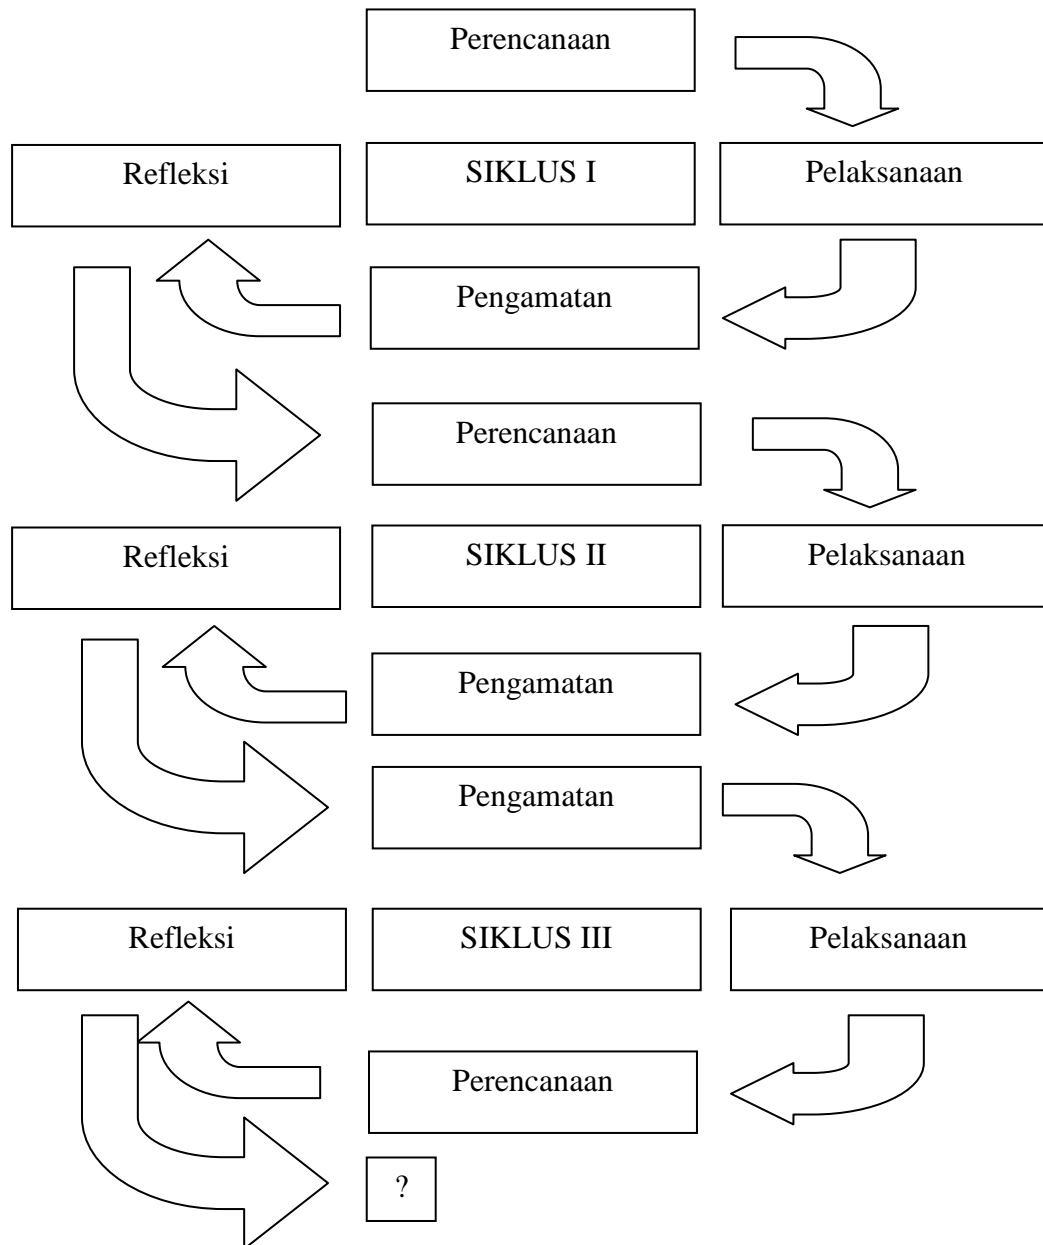 Perencanaan
Refleksi
SIKLUS I
Pelaksanaan
Pengamatan
Perencanaan
Refleksi
SIKLUS II
Pelaksanaan
Pengamatan
Pengamatan
Refleksi
SIKLUS III
Pelaksanaan
Perencanaan
?